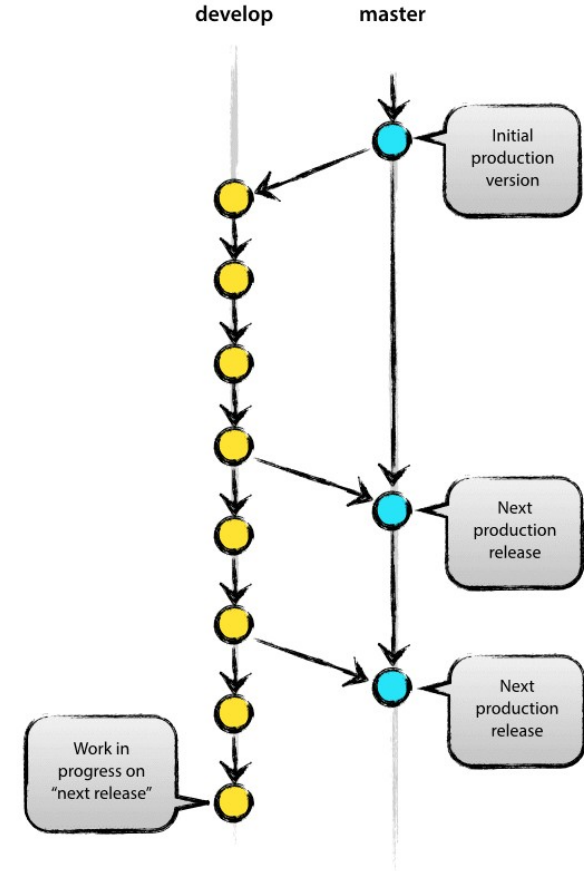 develop
master
Initial
production
version
Next
production
release
Next
production
release
Work in
progress on
“next release”